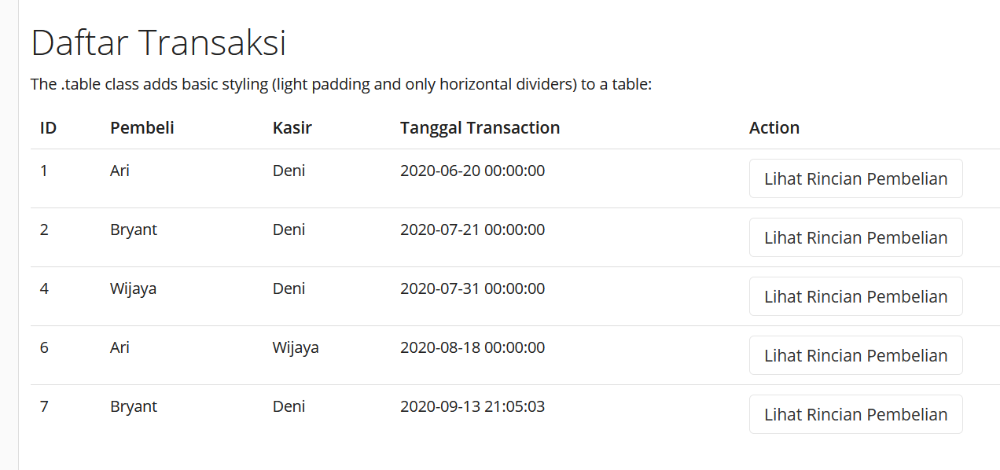 Daftar Transaksi
The .table class adds basic styling (light padding and only horizontal dividers) to a table:
ID Pembeli Kasir Tanggal Transaction Action
1 Ari Deni 2020-06-20 00:00:00 Lihat Rincian Pembelian
2 Bryant Deni 2020-07-21 00:00:00 Lihat Rincian Pembelian
4 Wijaya Deni 2020-07-31 00:00:00 Lihat Rincian Pembelian
6 Ari Wijaya 2020-08-18 00:00:00 Lihat Rincian Pembelian
7 Bryant Deni 2020-09-13 21:05:03 Lihat Rincian Pembelian